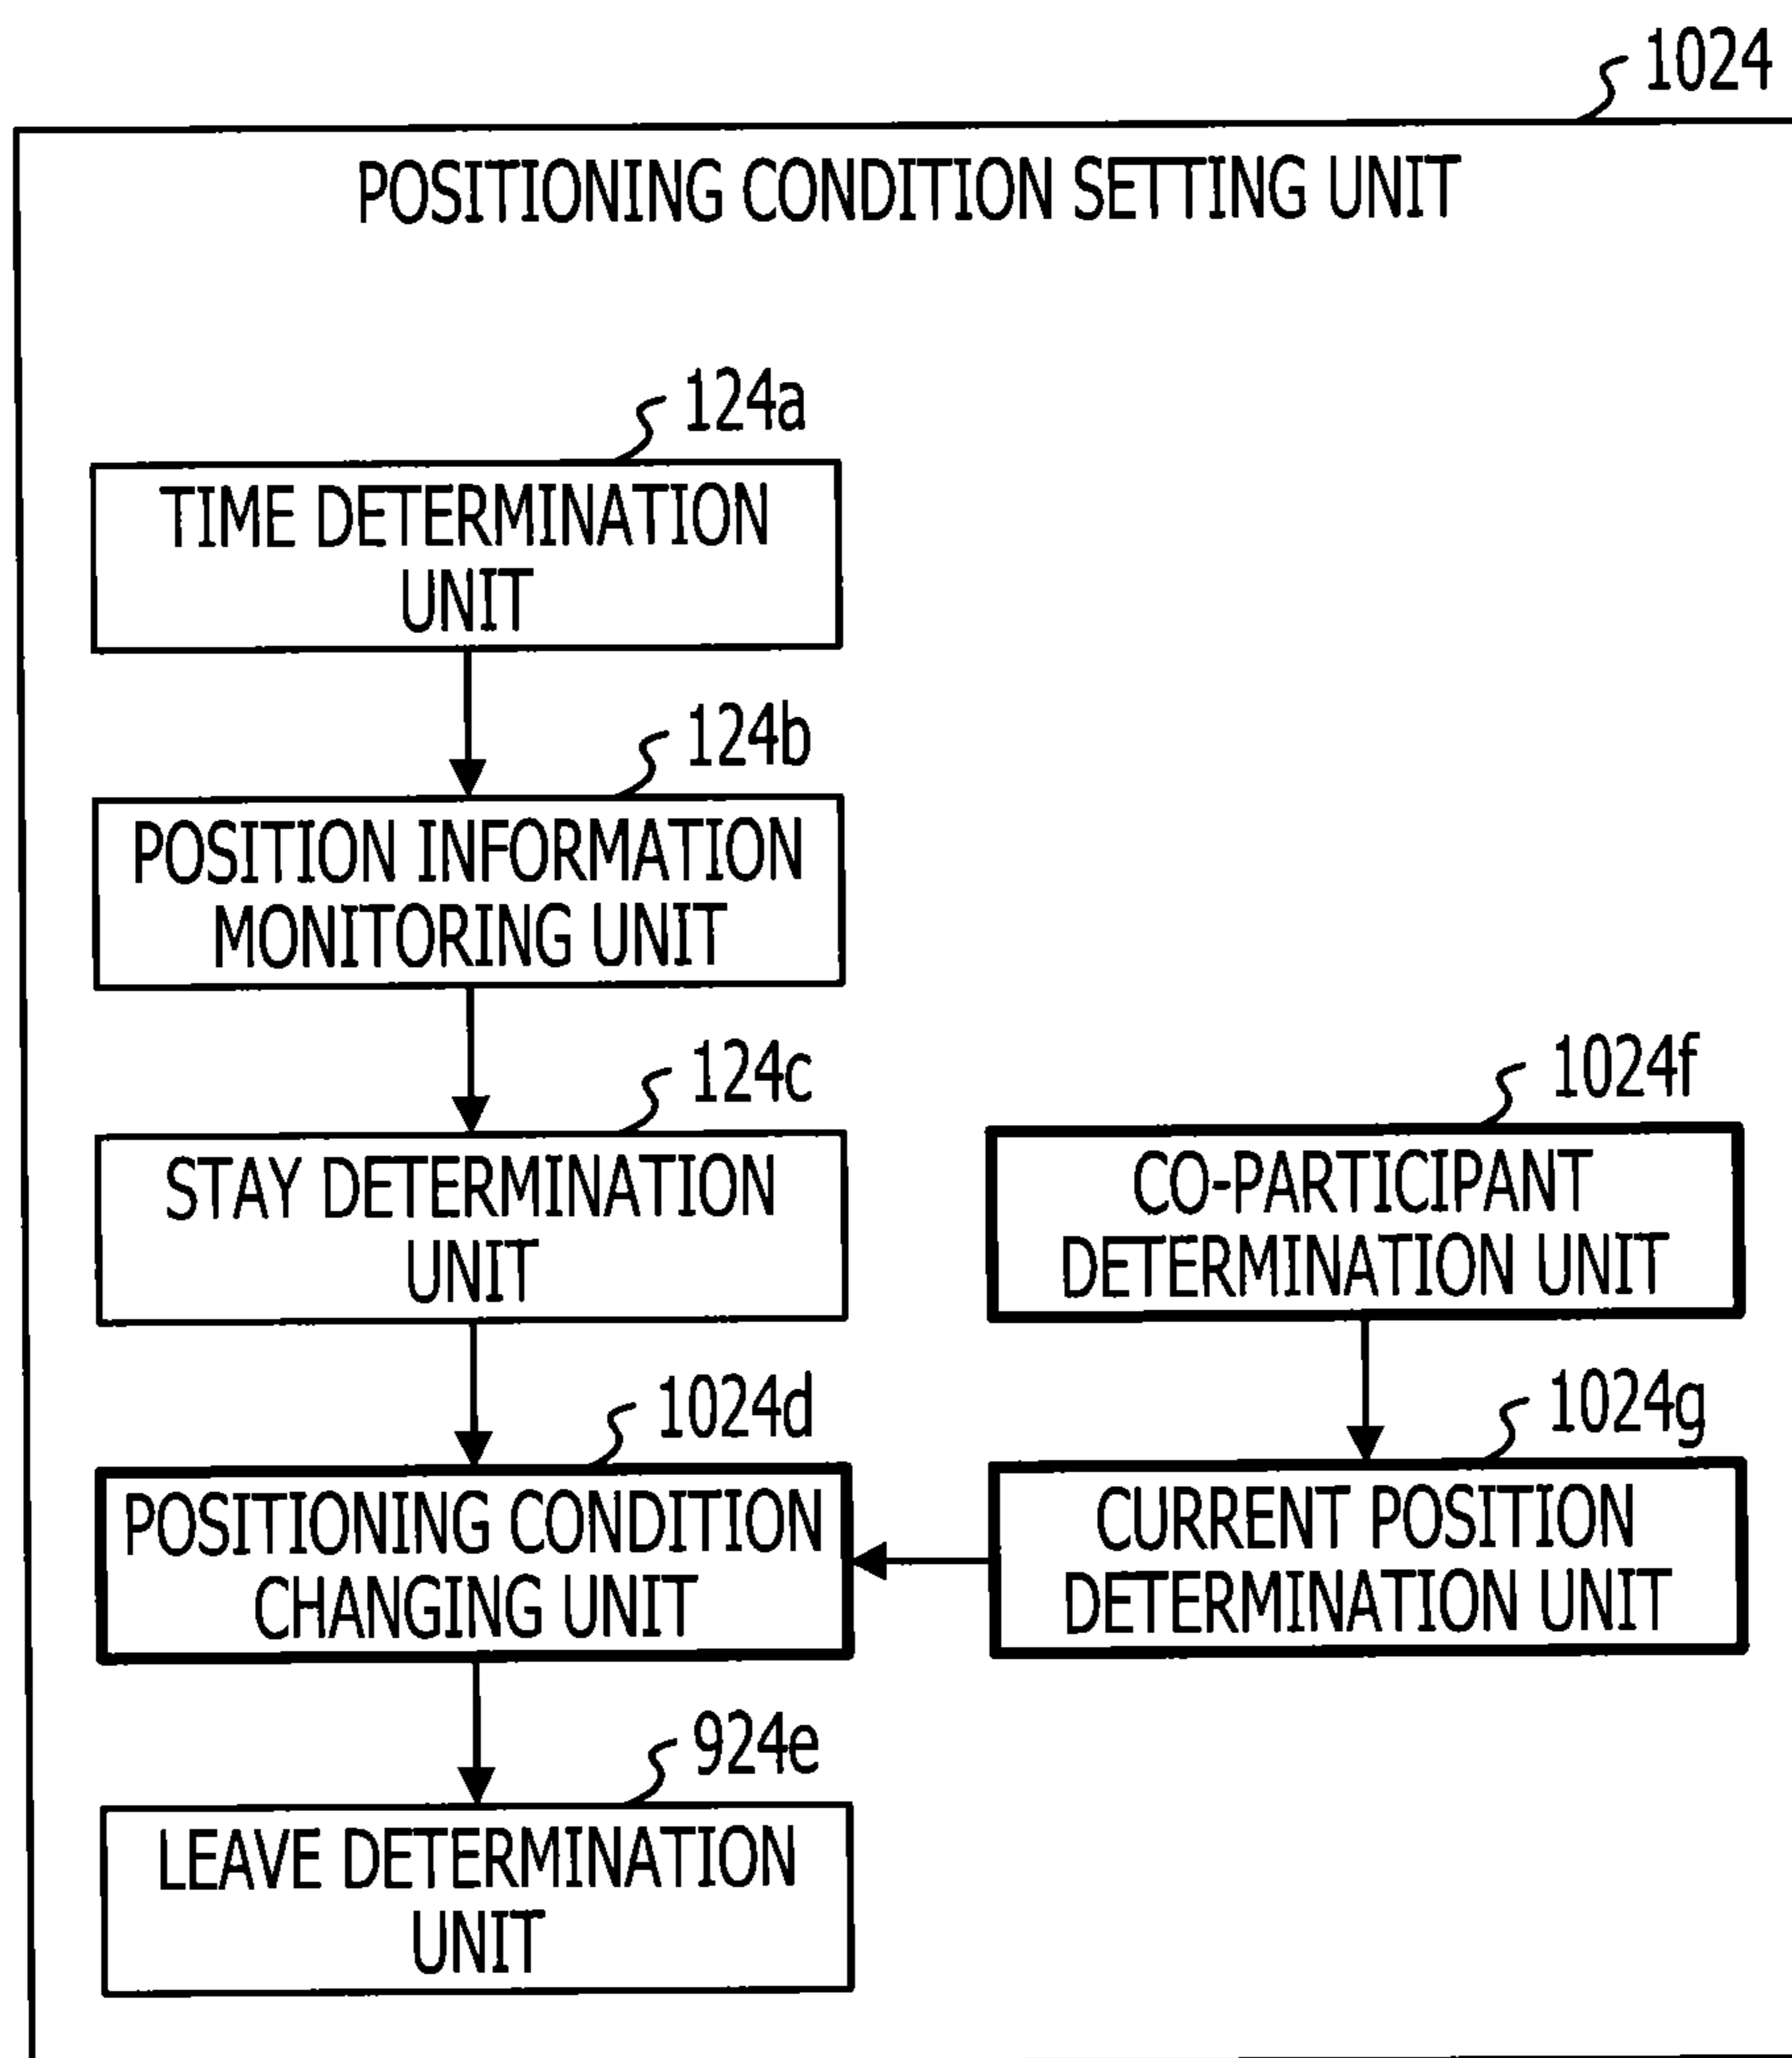 1024
POSITIONING CONDITION SETTING UNIT
124a
TIME DETERMINATION
UNIT
124b
POSITION INFORMATION
MONITORING UNIT
124c
STAY DETERMINATION
UNIT
1024f
CO-PARTICIPANT
DETERMINATION UNIT
1024d
POSITIONING CONDITION
CHANGING UNIT
1024g
CURRENT POSITION
DETERMINATION UNIT
924e
LEAVE DETERMINATION
UNIT